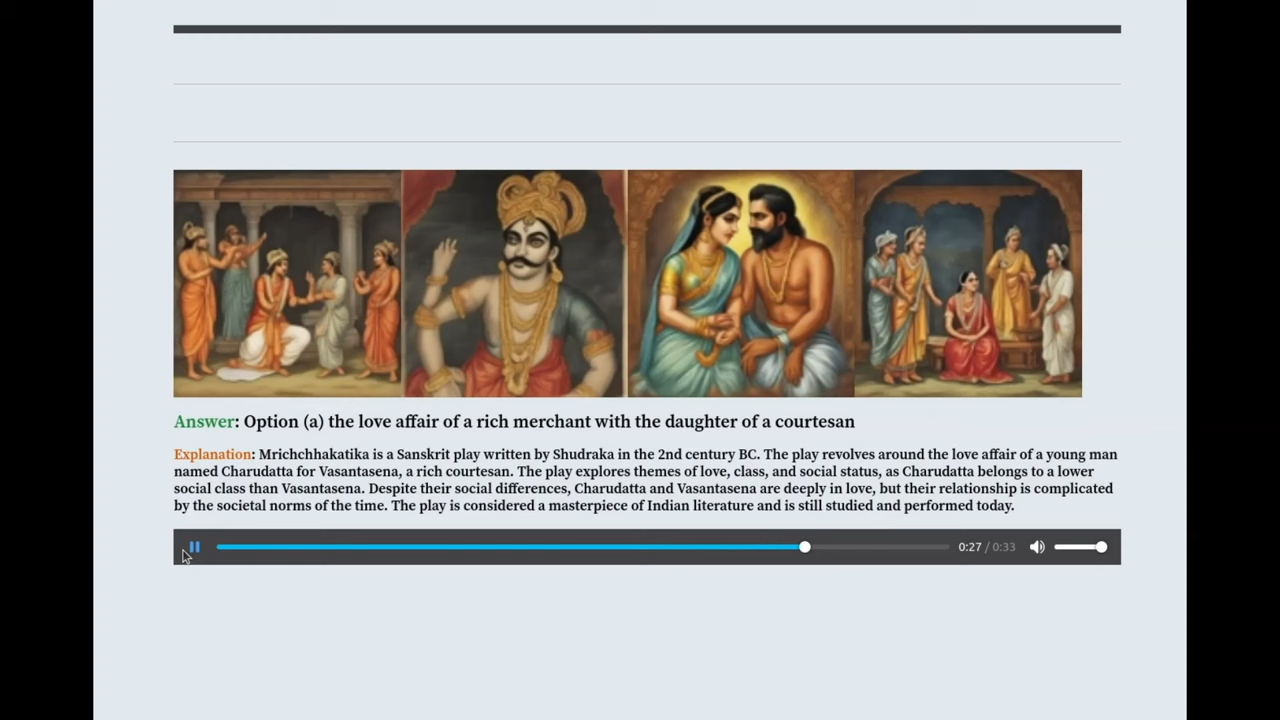 Answer: Option (a) the love affair of a rich merchant with the daughter of a courtesan
Explanation: Mrichchhakatika is a Sanskrit play written by Shudraka in the 2nd century BC. The play revolves around the love affair of a young man
named Charudatta for Vasantasena, a rich courtesan. The play explores themes of love, class, and social status, as Charudatta belongs to a lower
social class than Vasantasena. Despite their social differences, Charudatta and Vasantasena are deeply in love, but their relationship is complicated
by the societal norms of the time. The play is considered a masterpiece of Indian literature and is still studied and performed today.
0:27 / 0:33